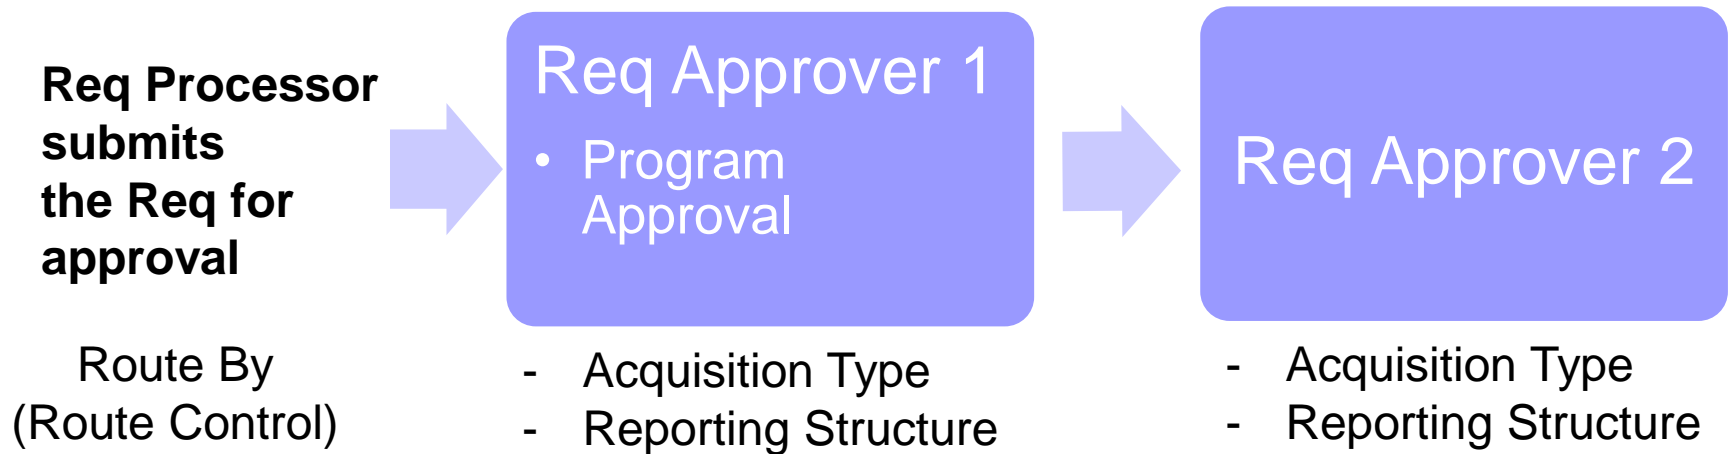 Req Processor
submits
the Req for
approval
Req Approver 1
• Program
Approval
Req Approver 2
Route By
(Route Control)
- Acquisition Type
- Reporting Structure
- Acquisition Type
- Reporting Structure